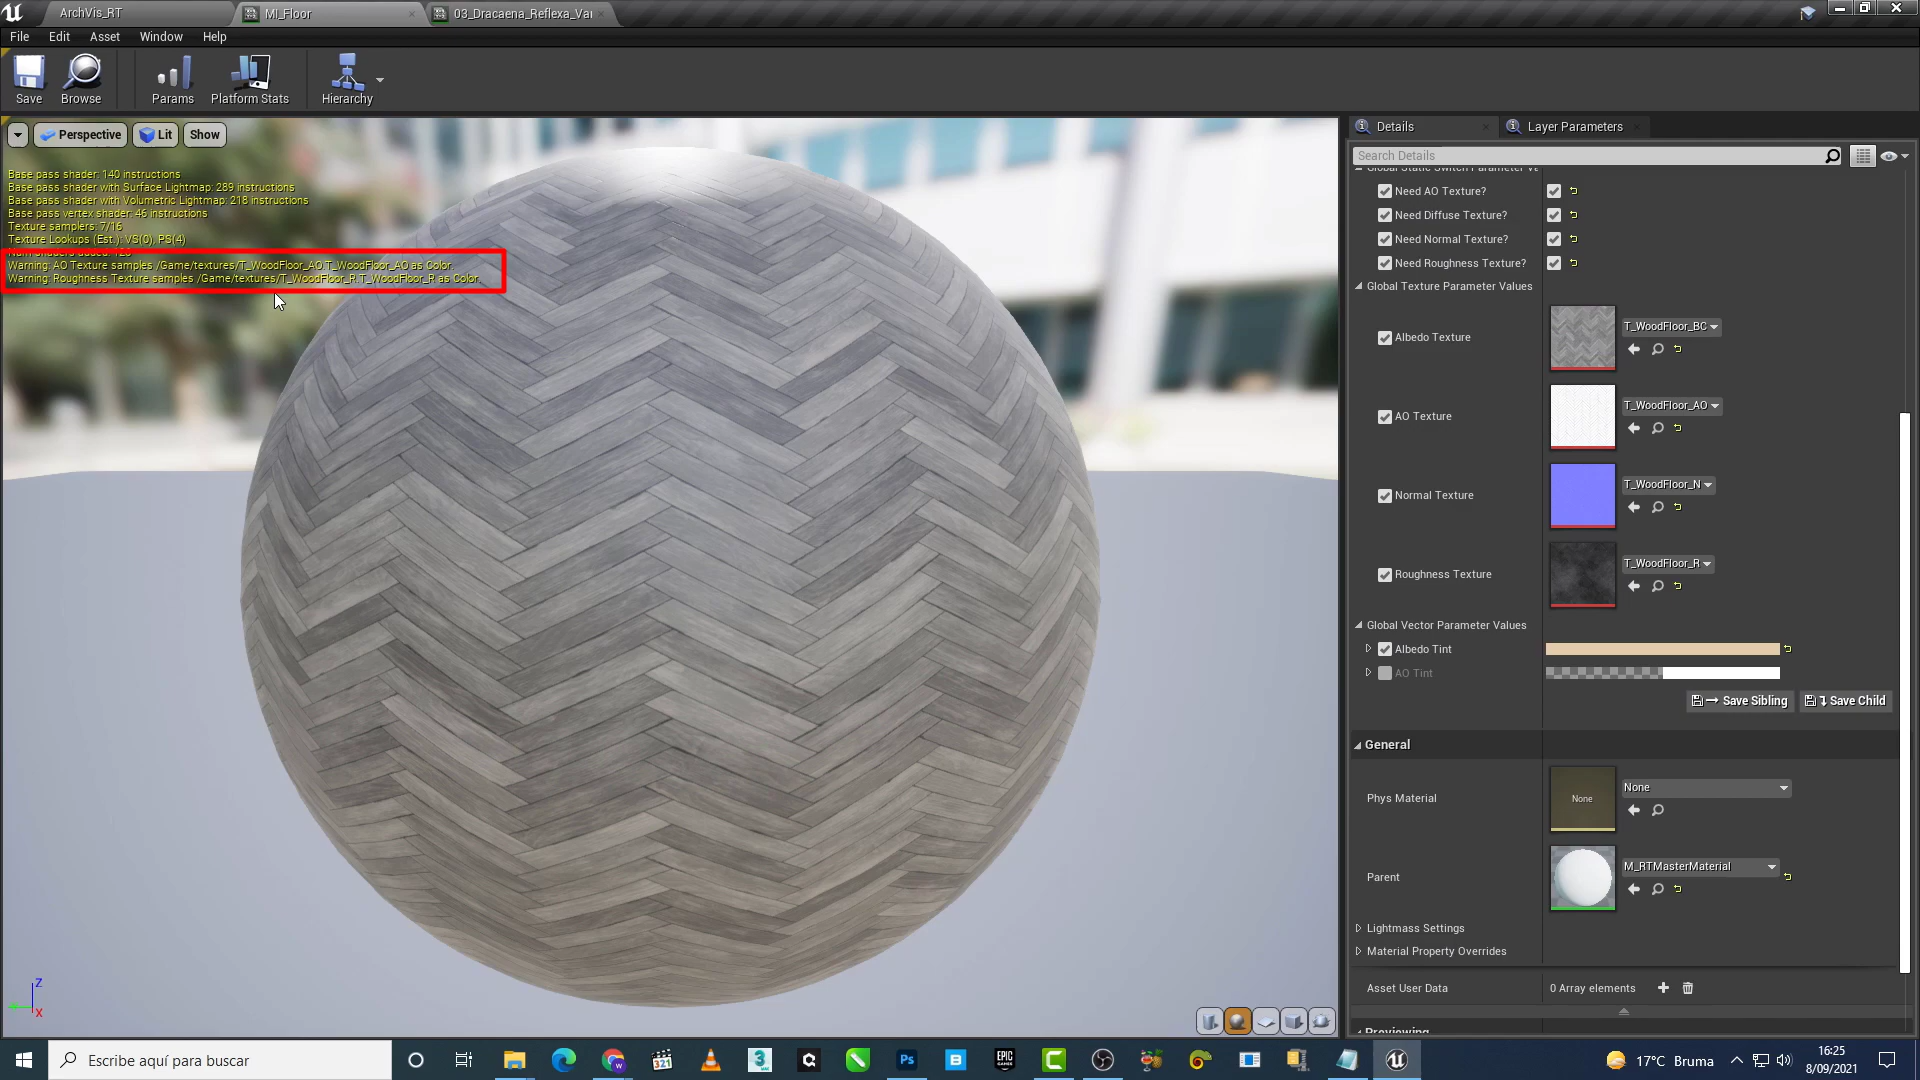 ArchVis_RT
MI_Floor
03_Dracaena_Reflexa_Var
File
Edit
Asset
Window
Help
Save
Browse
Params
Platform Stats
Hierarchy
Perspective
Lit
Show
Base pass shader: 140 instructions
Base pass shader with Surface Lightmap: 289 instructions
Base pass shader with Volumetric Lightmap: 218 instructions
Base pass vertex shader: 46 instructions
Texture samplers: 7/16
Texture Lookups (Est.): VS(0), PS(4)
Warning: AO Texture samples /Game/textures/T_WoodFloor_AO.T_WoodFloor_AO as Color.
Warning: Roughness Texture samples /Game/textures/T_WoodFloor_R.T_WoodFloor_R as Color.
Z
X
Details
Layer Parameters
Search Details
Global Static Switch Parameter Va
Need AO Texture?
Need Diffuse Texture?
Need Normal Texture?
Need Roughness Texture?
Global Texture Parameter Values
Albedo Texture
T_WoodFloor_BC
AO Texture
T_WoodFloor_AO
Normal Texture
T_WoodFloor_N
Roughness Texture
T_WoodFloor_R
Global Vector Parameter Values
Albedo Tint
AO Tint
Save Sibling
Save Child
General
Phys Material
None
None
Parent
M_RTMasterMaterial
Lightmass Settings
Material Property Overrides
Asset User Data
0 Array elements
Previewing
Escribe aquí para buscar
321
3
Ps
B
EPIC
GAMES
17°C Bruma
16:25
8/09/2021